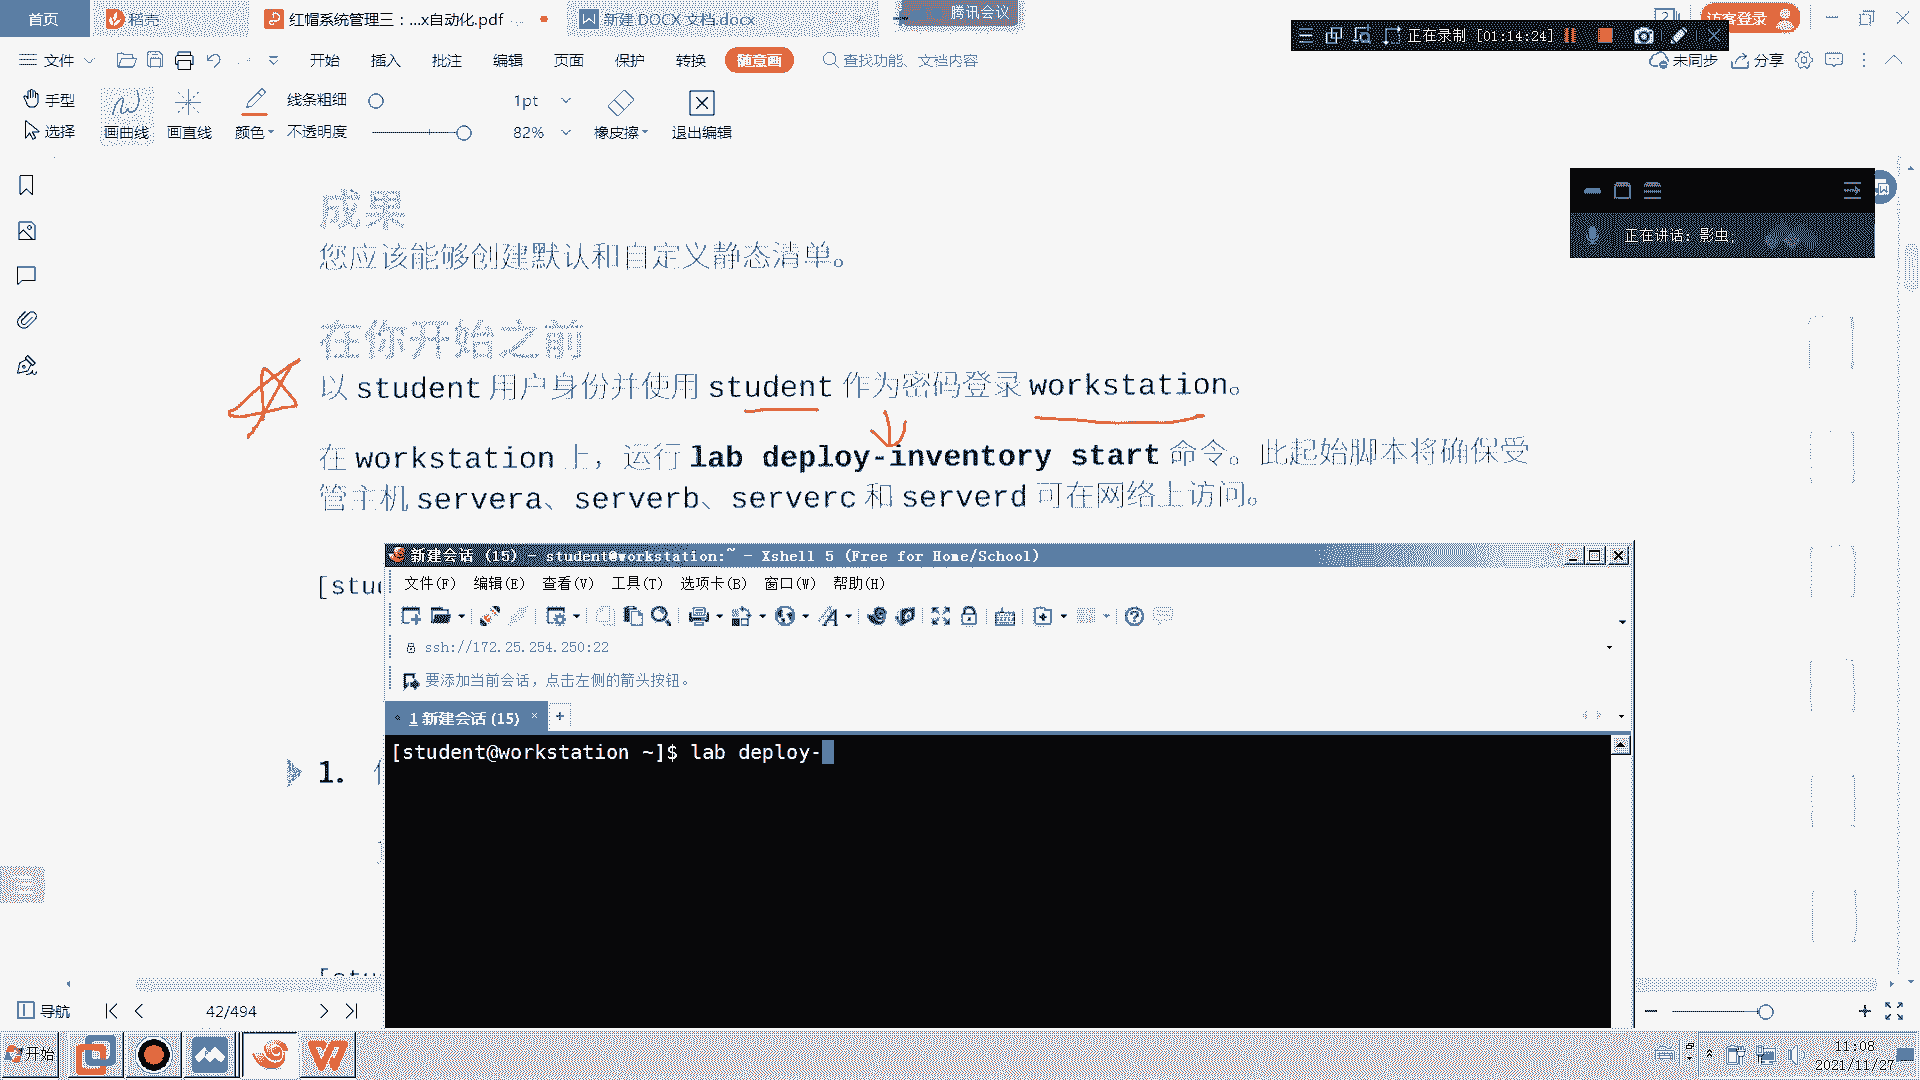 首页
稻壳
红帽系统管理三：...x自动化.pdf
新建 DOCX 文档.docx
腾讯会议
访客登录
正在录制 [01:14:24]
文件
开始
插入
批注
编辑
页面
保护
转换
随意画
查找功能、文档内容
未同步
分享
手型
选择
画曲线
画直线
颜色
线条粗细
1pt
不透明度
82%
橡皮擦
退出编辑
成果
您应该能够创建默认和自定义静态清单。
正在讲话：影虫;
在你开始之前
以 student 用户身份并使用 student 作为密码登录 workstation。
在 workstation 上，运行 lab deploy-inventory start 命令。此起始脚本将确保受
管主机 servera、serverb、serverc 和 serverd 可在网络上访问。
[stu
新建会话 (15) - student@workstation:~ - Xshell 5 (Free for Home/School)
文件(F) 编辑(E) 查看(V) 工具(T) 选项卡(B) 窗口(W) 帮助(H)
ssh://172.25.254.250:22
要添加当前会话，点击左侧的箭头按钮。
1 新建会话 (15)
[student@workstation ~]$ lab deploy-
1.
导航
42/494
开始
11:08
2021/11/27